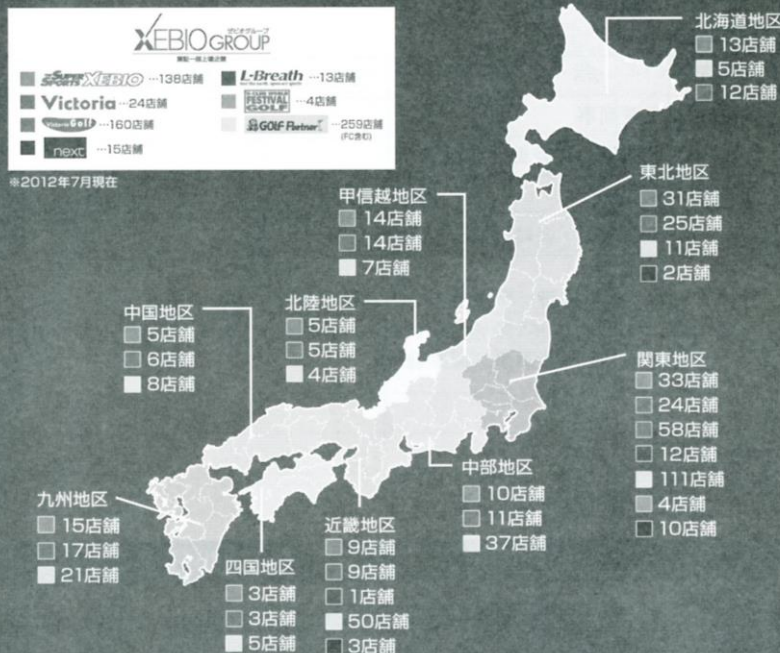 ゼビオグループ
XEBIO GROUP
東証一部上場企業
SUPER SPORTS XEBIO …138店舗
Victoria …24店舗
Victoria Golf …160店舗
next …15店舗
L-Breath …13店舗
FESTIVAL GOLF …4店舗
GOLF Partner …259店舗
(FC含む)
※2012年7月現在
北海道地区
13店舗
5店舗
12店舗
東北地区
31店舗
25店舗
11店舗
2店舗
甲信越地区
14店舗
14店舗
7店舗
北陸地区
5店舗
5店舗
4店舗
中国地区
5店舗
6店舗
8店舗
関東地区
33店舗
24店舗
58店舗
12店舗
111店舗
4店舗
10店舗
中部地区
10店舗
11店舗
37店舗
九州地区
15店舗
17店舗
21店舗
四国地区
3店舗
3店舗
5店舗
近畿地区
9店舗
9店舗
1店舗
50店舗
3店舗